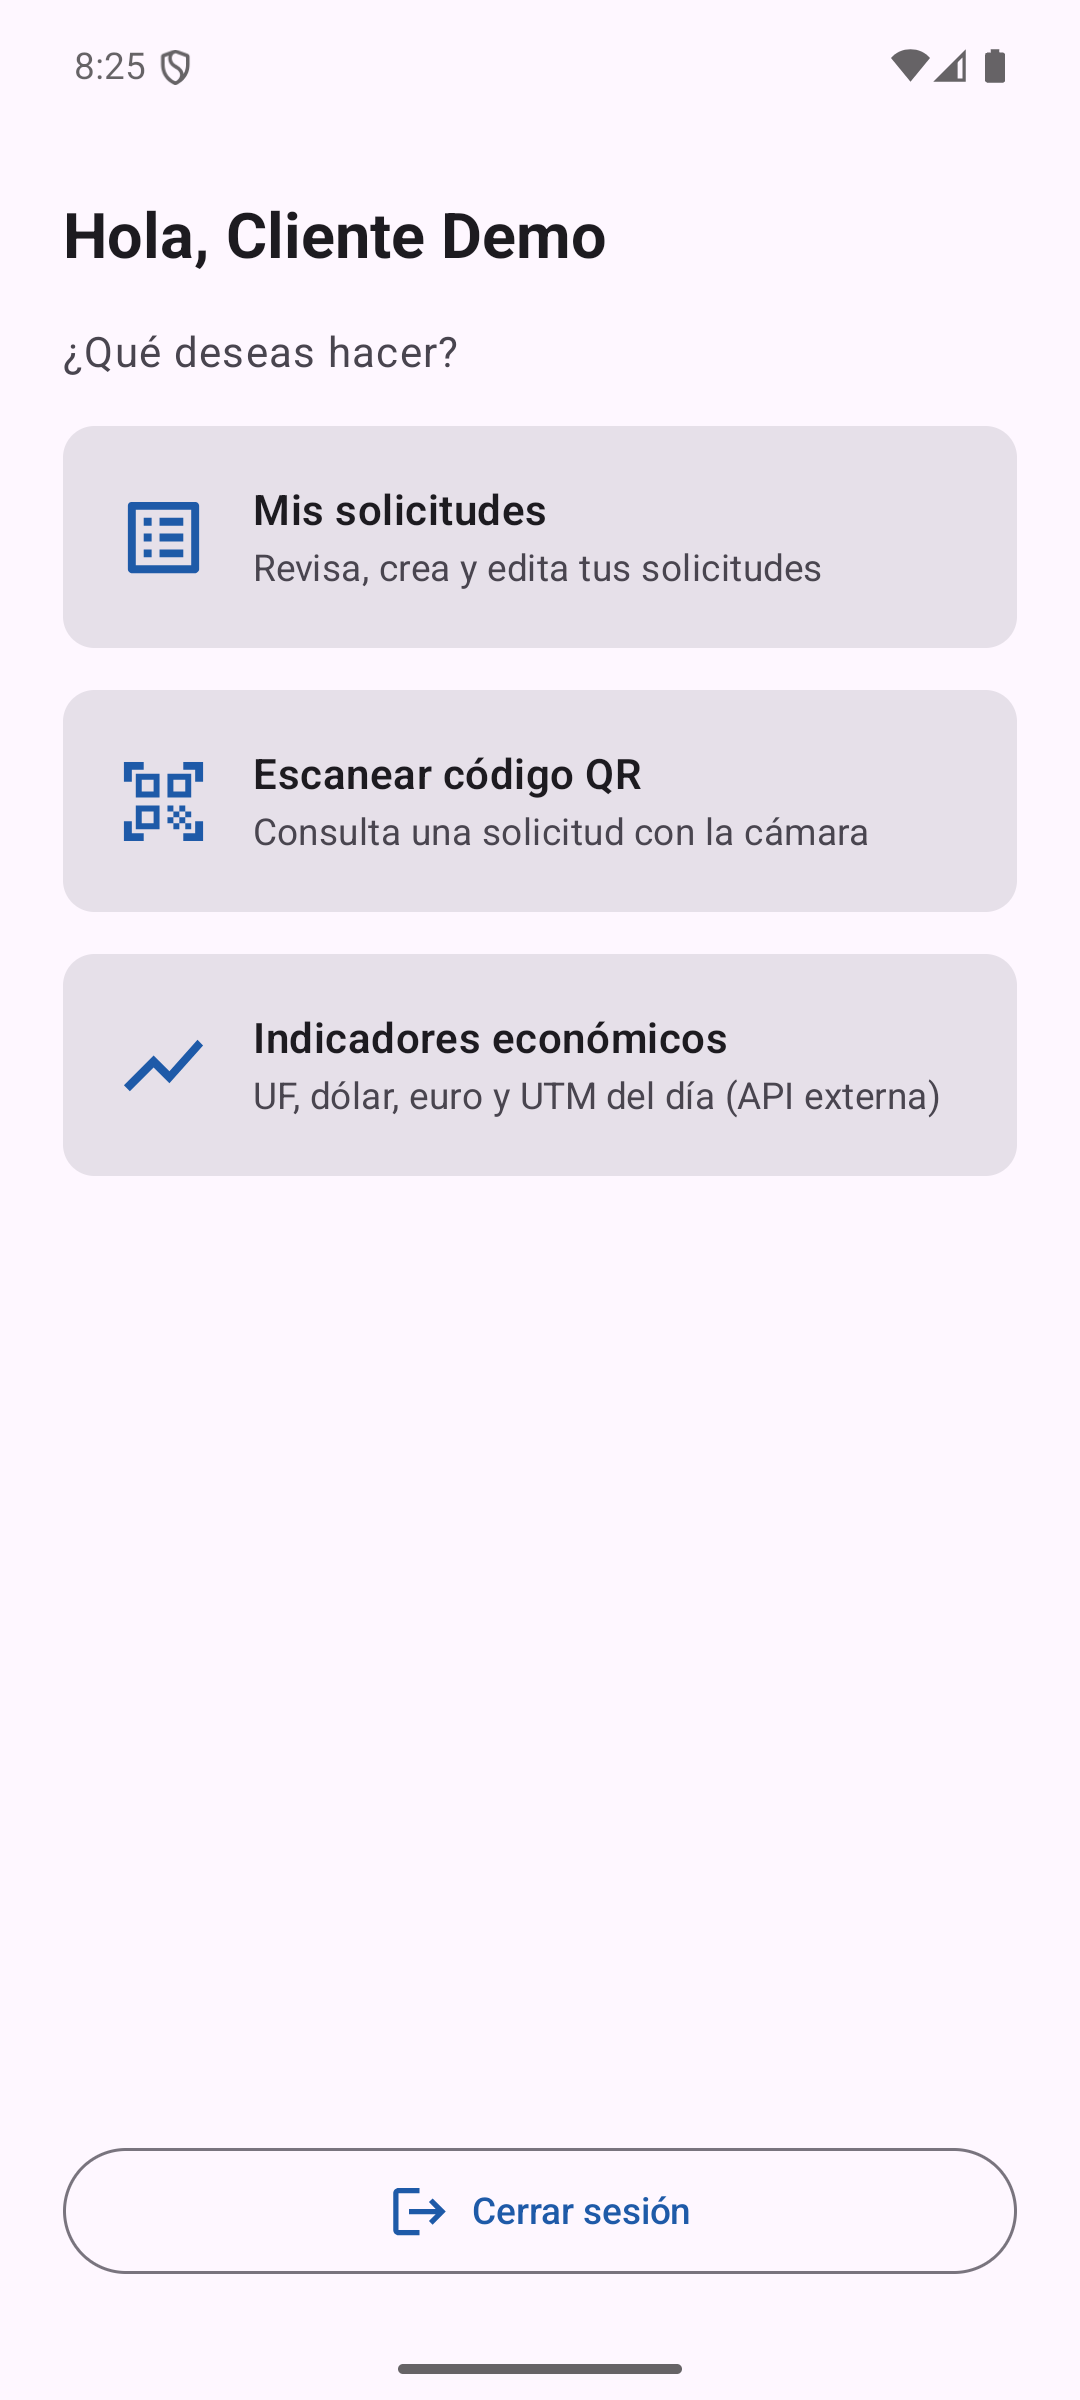 8:25
Hola, Cliente Demo
¿Qué deseas hacer?
Mis solicitudes
Revisa, crea y edita tus solicitudes
Escanear código QR
Consulta una solicitud con la cámara
Indicadores económicos
UF, dólar, euro y UTM del día (API externa)
Cerrar sesión